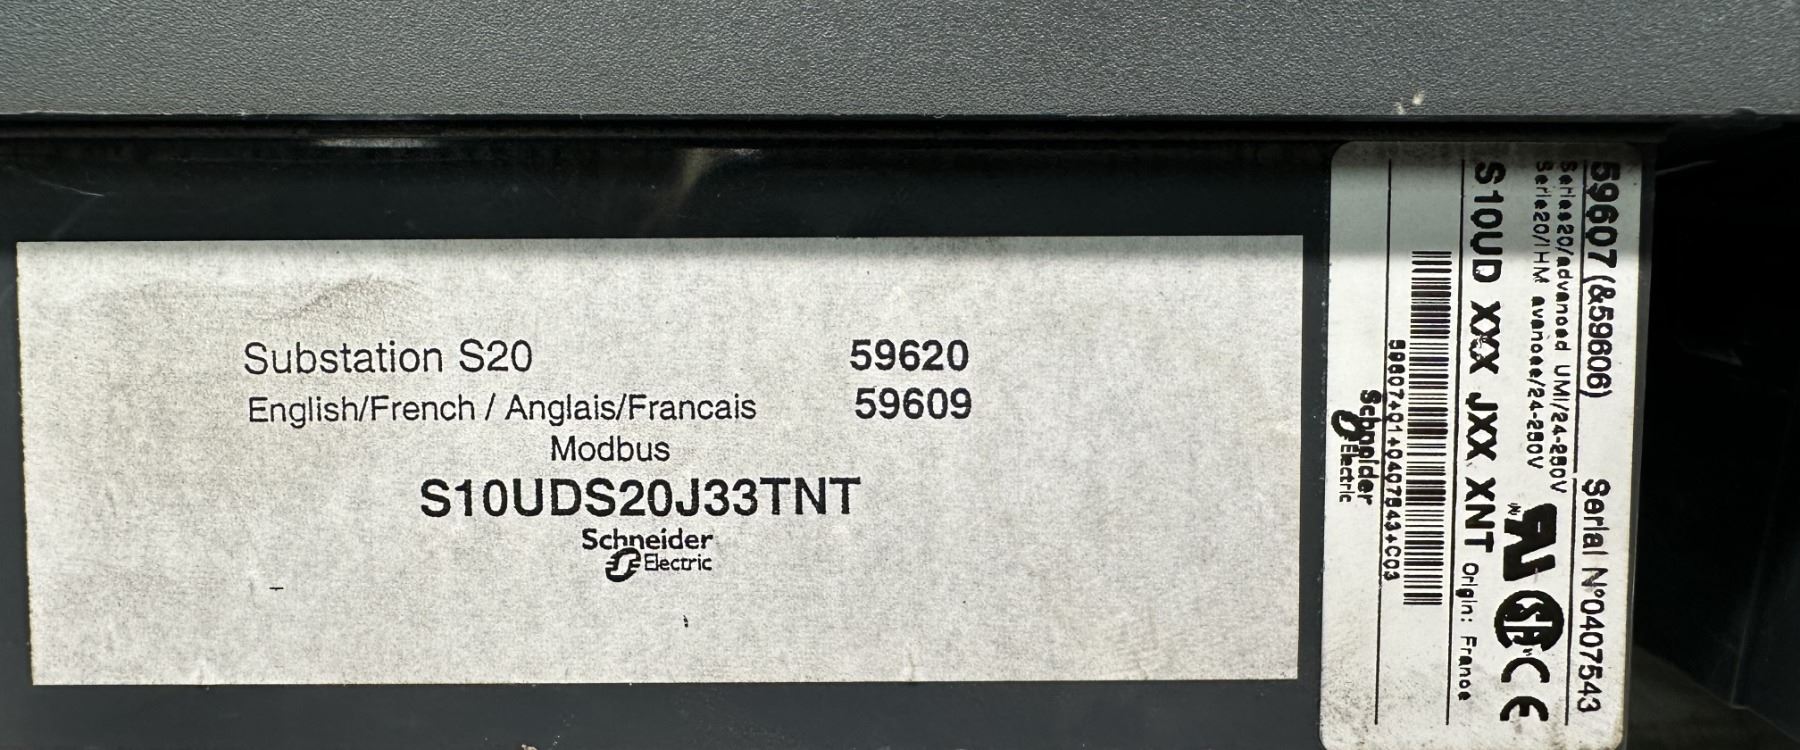 Substation S20 59620
English/French / Anglais/Francais 59609
Modbus
S10UDS20J33TNT
Schneider
Electric
59607 (&59606) Serial N°0407543
Series20/advanced UMI/24-250V
Serie20/IHM avancee/24-250V
S10UD XXX JXX XNT Origin: France
59607+01+0407543+C03
Schneider
Electric